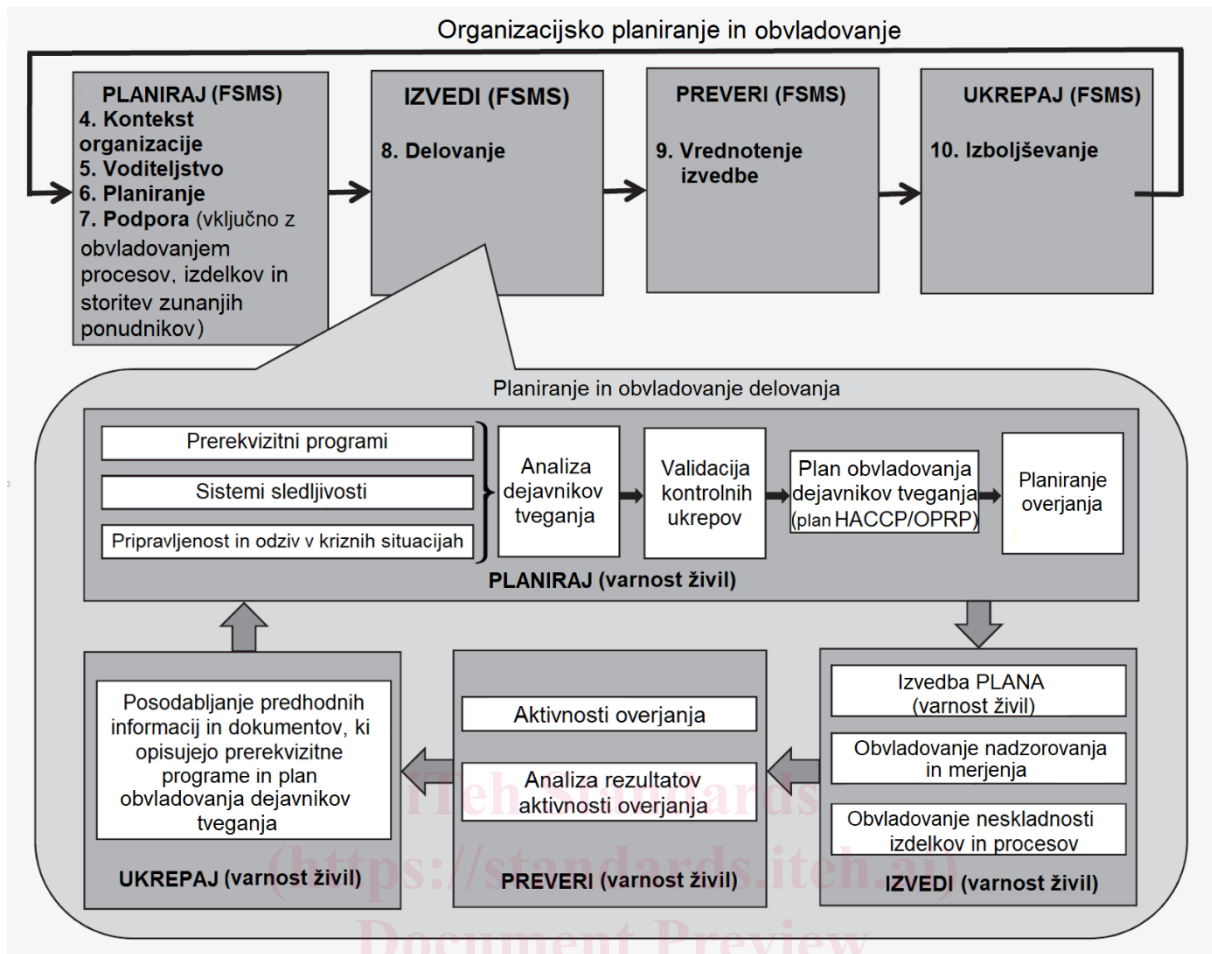 Organizacijsko planiranje in obvladovanje
PLANIRAJ (FSMS)
4. Kontekst
organizacije
5. Voditeljstvo
6. Planiranje
7. Podpora (vključno z
obvladovanjem
procesov, izdelkov in
storitev zunanjih
ponudnikov)
IZVEDI (FSMS)
8. Delovanje
PREVERI (FSMS)
9. Vrednotenje
izvedbe
UKREPAJ (FSMS)
10. Izboljševanje
Planiranje in obvladovanje delovanja
Prerekvizitni programi
Sistemi sledljivosti
Pripravljenost in odziv v kriznih situacijah
Analiza
dejavnikov
tveganja
Validacija
kontrolnih
ukrepov
Plan obvladovanja
dejavnikov tveganja
(plan HACCP/OPRP)
Planiranje
overjanja
PLANIRAJ (varnost živil)
Posodabljanje predhodnih
informacij in dokumentov, ki
opisujejo prerekvizitne
programe in plan
obvladovanja dejavnikov
tveganja
UKREPAJ (varnost živil)
Aktivnosti overjanja
Analiza rezultatov
aktivnosti overjanja
PREVERI (varnost živil)
Izvedba PLANA
(varnost živil)
Obvladovanje nadzorovanja
in merjenja
Obvladovanje neskladnosti
izdelkov in procesov
IZVEDI (varnost živil)
iTeh Standards
(https://standards.iteh.ai)
Document Preview